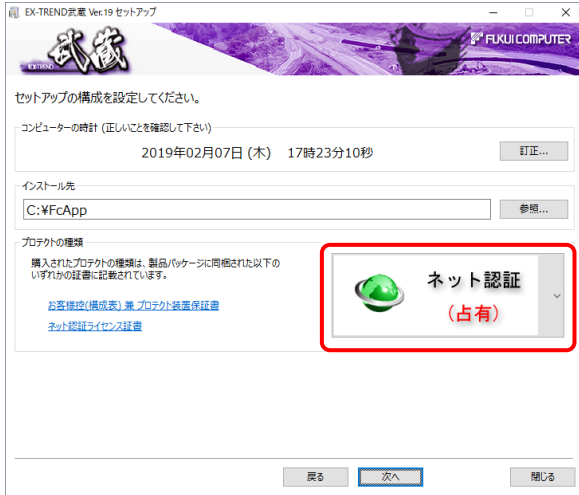 EX-TREND武蔵 Ver.19 セットアップ
EX-TREND 武蔵
FUKUI COMPUTER
セットアップの構成を設定してください。
コンピューターの時計 (正しいことを確認して下さい)
2019年02月07日 (木) 17時23分10秒
訂正...
インストール先
C:¥FcApp
参照...
プロテクトの種類
購入されたプロテクトの種類は、製品パッケージに同梱された以下の
いずれかの証書に記載されています。
お客様控(構成表) 兼 プロテクト装置保証書
ネット認証ライセンス証書
ネット認証
(占有)
戻る
次へ
閉じる